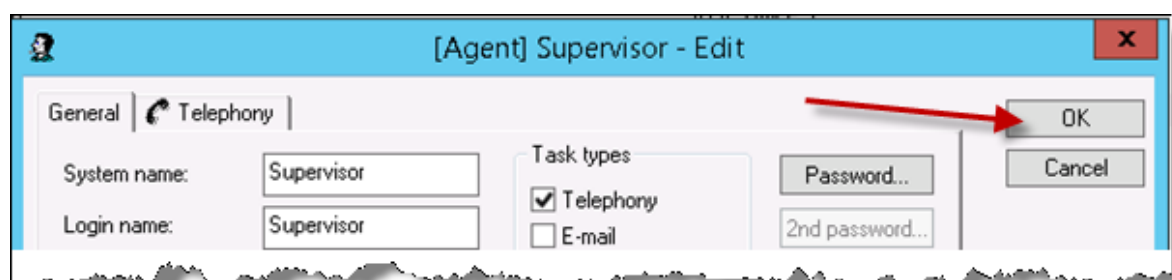 [Agent] Supervisor - Edit
General Telephony
OK
System name: Supervisor
Task types
Password...
Cancel
Telephony
Login name: Supervisor
E-mail
2nd password...